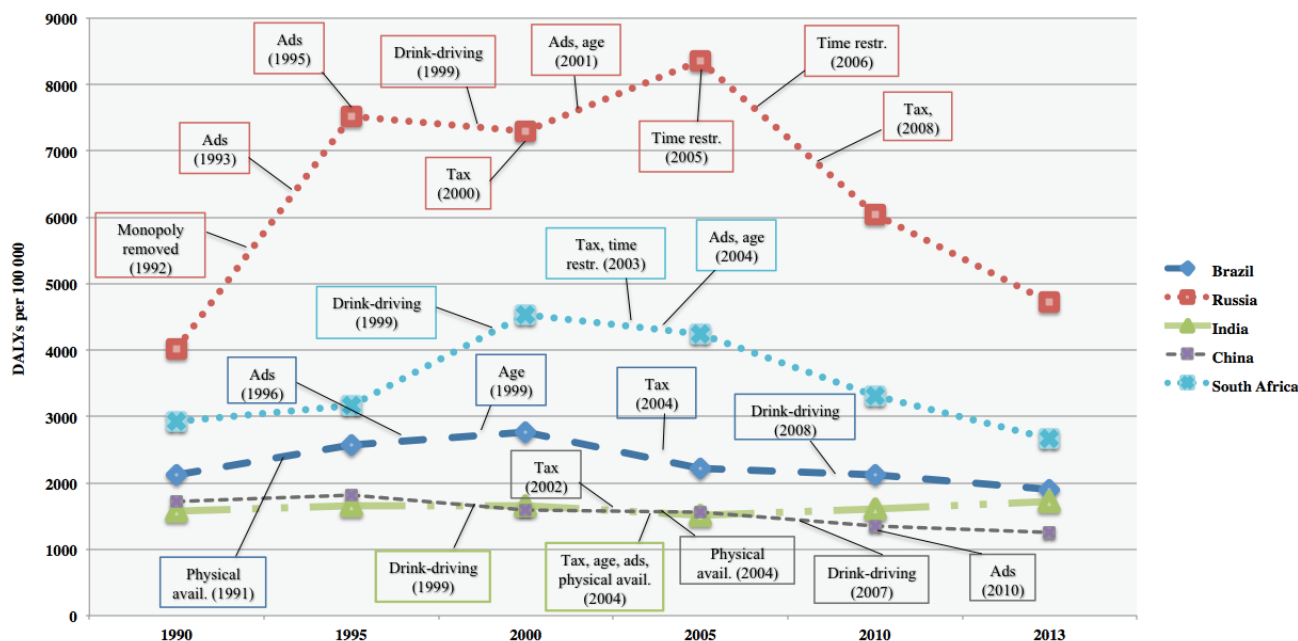 9000
8000
7000
6000
5000
4000
3000
2000
1000
0
DALYs per 100 000
Ads
(1995)
Drink-driving
(1999)
Ads, age
(2001)
Time restr.
(2006)
Ads
(1993)
Tax
(2000)
Time restr.
(2005)
Tax,
(2008)
Monopoly
removed
(1992)
Tax, time
restr. (2003)
Ads, age
(2004)
Drink-driving
(1999)
Ads
(1996)
Age
(1999)
Tax
(2004)
Drink-driving
(2008)
Tax
(2002)
Physical
avail. (1991)
Drink-driving
(1999)
Tax, age, ads,
physical avail.
(2004)
Physical
avail. (2004)
Drink-driving
(2007)
Ads
(2010)
1990
1995
2000
2005
2010
2013
Brazil
Russia
India
China
South Africa